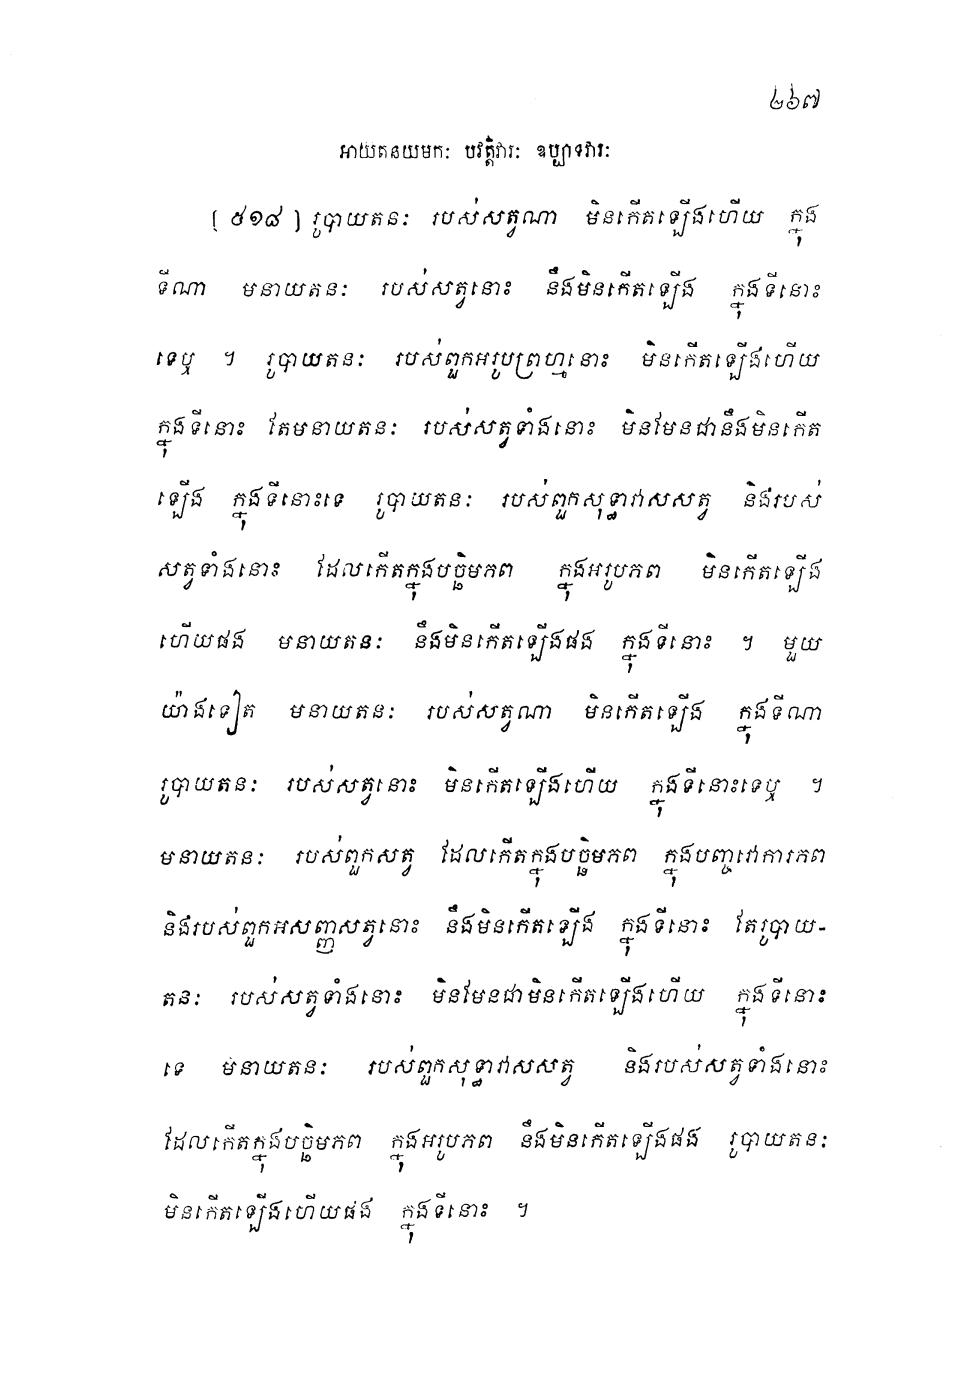 ២៦៧
អាយតនយមកៈ បវត្តិវារៈ ឧប្បាទវារៈ
[ ៥១៨ ] រូបាយតនៈ របស់សត្វណា មិនកើតឡើងហើយ ក្នុង
ទីណា មនាយតនៈ របស់សត្វនោះ នឹងមិនកើតឡើង ក្នុងទីនោះ
ទេឬ ។ រូបាយតនៈ របស់ពួកអរូបព្រហ្មនោះ មិនកើតឡើងហើយ
ក្នុងទីនោះ តែមនាយតនៈ របស់សត្វទាំងនោះ មិនមែនជានឹងមិនកើត
ឡើង ក្នុងទីនោះទេ រូបាយតនៈ របស់ពួកសុទ្ធាវាសសត្វ និងរបស់
សត្វទាំងនោះ ដែលកើតក្នុងបច្ឆិមភព ក្នុងអរូបភព មិនកើតឡើង
ហើយផង មនាយតនៈ នឹងមិនកើតឡើងផង ក្នុងទីនោះ ។ មួយ
យ៉ាងទៀត មនាយតនៈ របស់សត្វណា មិនកើតឡើង ក្នុងទីណា
រូបាយតនៈ របស់សត្វនោះ មិនកើតឡើងហើយ ក្នុងទីនោះទេឬ ។
មនាយតនៈ របស់ពួកសត្វ ដែលកើតក្នុងបច្ឆិមភព ក្នុងបញ្ចវោការភព
និងរបស់ពួកអសញ្ញសត្វនោះ នឹងមិនកើតឡើង ក្នុងទីនោះ តែរូបាយ-
តនៈ របស់សត្វទាំងនោះ មិនមែនជាមិនកើតឡើងហើយ ក្នុងទីនោះ
ទេ មនាយតនៈ របស់ពួកសុទ្ធាវាសសត្វ និងរបស់សត្វទាំងនោះ
ដែលកើតក្នុងបច្ឆិមភព ក្នុងអរូបភព នឹងមិនកើតឡើងផង រូបាយតនៈ
មិនកើតឡើងហើយផង ក្នុងទីនោះ ។